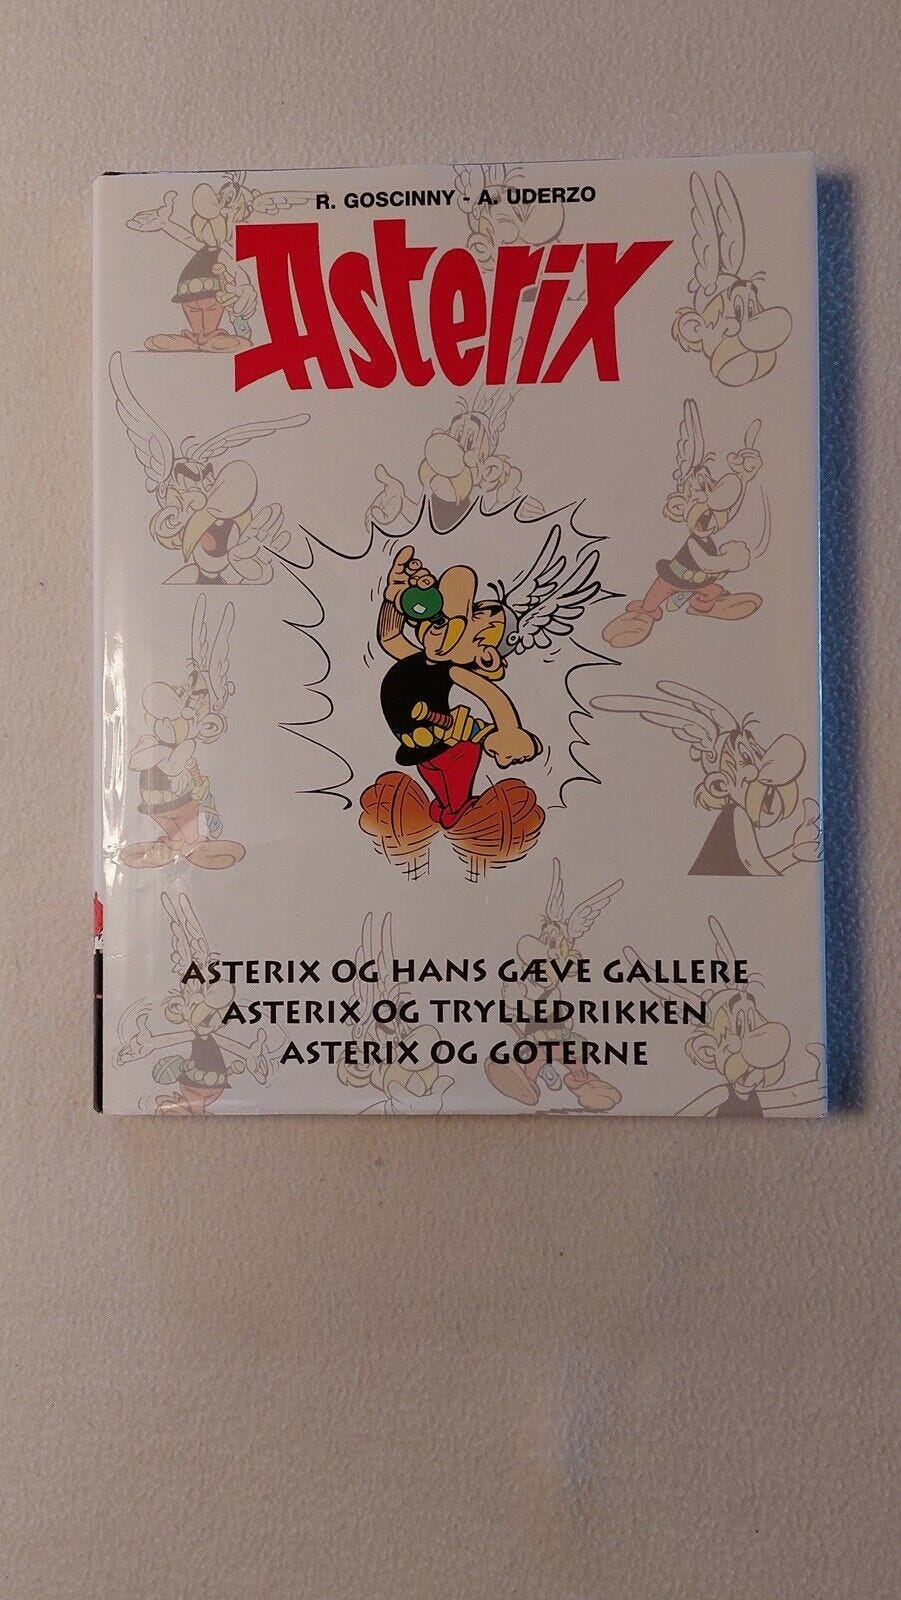 R. GOSCINNY - A. UDERZO
Asterix
ASTERIX OG HANS GÆVE GALLERE
ASTERIX OG TRYLLEDRIKKEN
ASTERIX OG GOTERNE